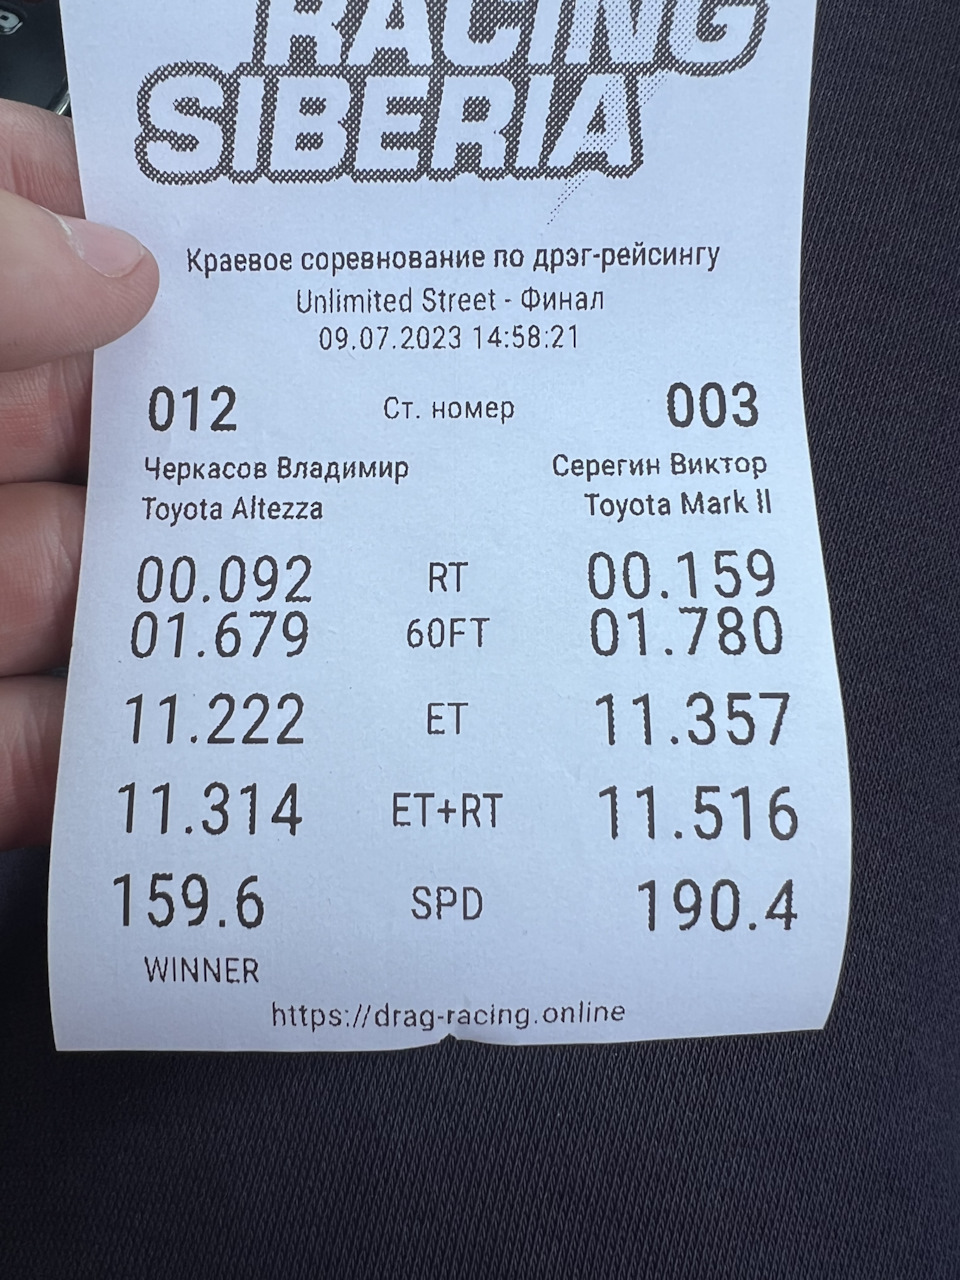 RACING
SIBERIA
Краевое соревнование по дрэг-рейсингу
Unlimited Street - Финал
09.07.2023 14:58:21
012 Ст. номер 003
Черкасов Владимир Серегин Виктор
Toyota Altezza Toyota Mark II
00.092 RT 00.159
01.679 60FT 01.780
11.222 ET 11.357
11.314 ET+RT 11.516
159.6 SPD 190.4
WINNER
https://drag-racing.online